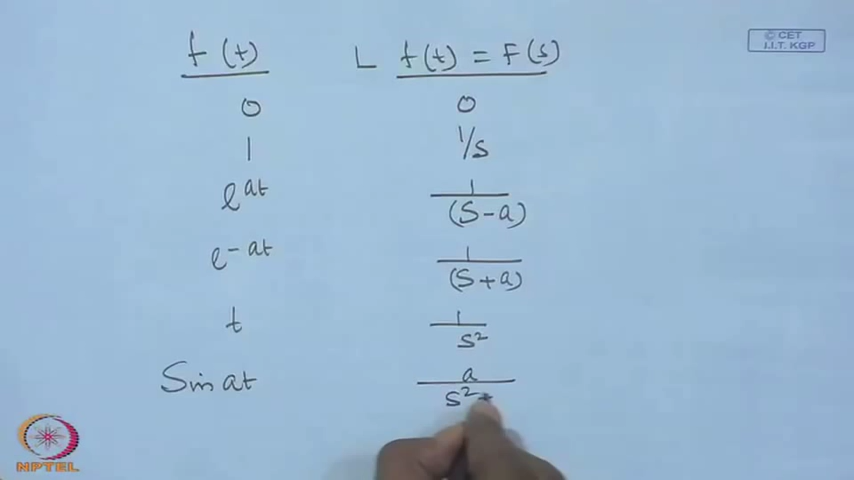 f(t) L f(t) = F(s)
© CET
I.I.T. KGP
0 0
1 1/s
e^at 1/(s-a)
e^-at 1/(s+a)
t 1/s²
Sin at a/s²+
NPTEL